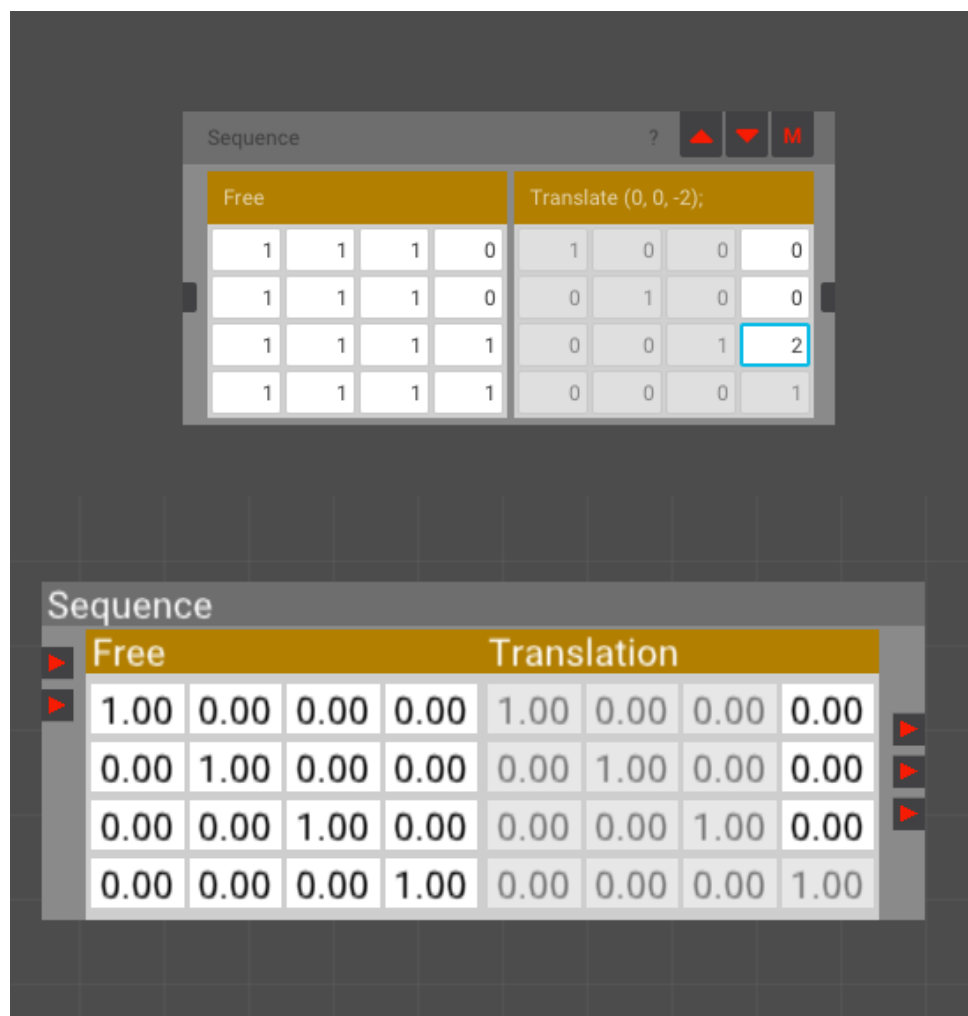 Sequence ? M
Free Translate (0, 0, -2);
1 1 1 0 1 0 0 0
1 1 1 0 0 1 0 0
1 1 1 1 0 0 1 2
1 1 1 1 0 0 0 1
Sequence
Free Translation
1.00 0.00 0.00 0.00 1.00 0.00 0.00 0.00
0.00 1.00 0.00 0.00 0.00 1.00 0.00 0.00
0.00 0.00 1.00 0.00 0.00 0.00 1.00 0.00
0.00 0.00 0.00 1.00 0.00 0.00 0.00 1.00